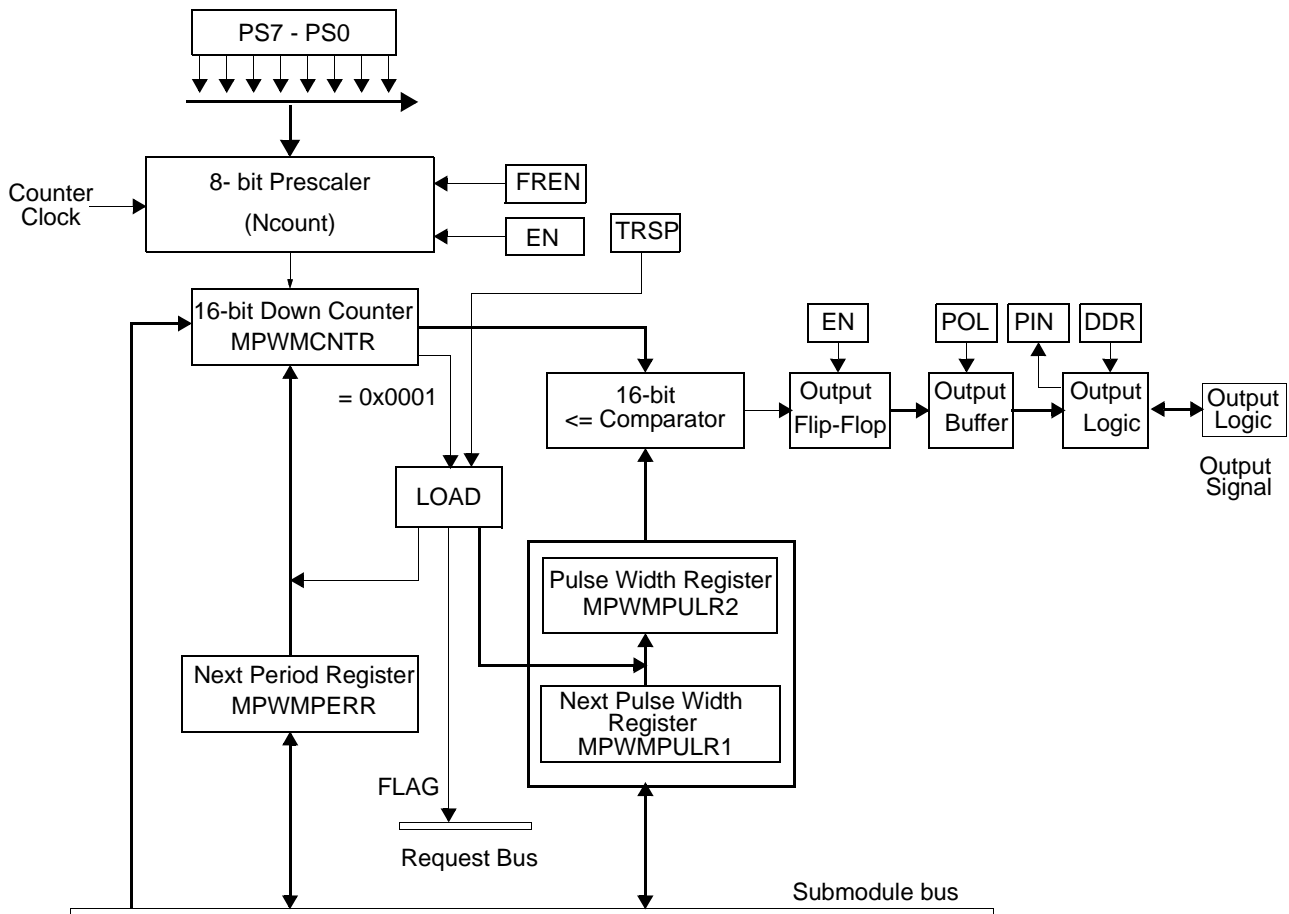 PS7 - PS0
8- bit Prescaler
(Ncount)
Counter
Clock
FREN
EN
TRSP
16-bit Down Counter
MPWMCNTR
= 0x0001
EN
POL
PIN
DDR
16-bit
<= Comparator
Output
Flip-Flop
Output
Buffer
Output
Logic
Output
Logic
Output
Signal
LOAD
Pulse Width Register
MPWMPULR2
Next Period Register
MPWMPERR
Next Pulse Width
Register
MPWMPULR1
FLAG
Request Bus
Submodule bus